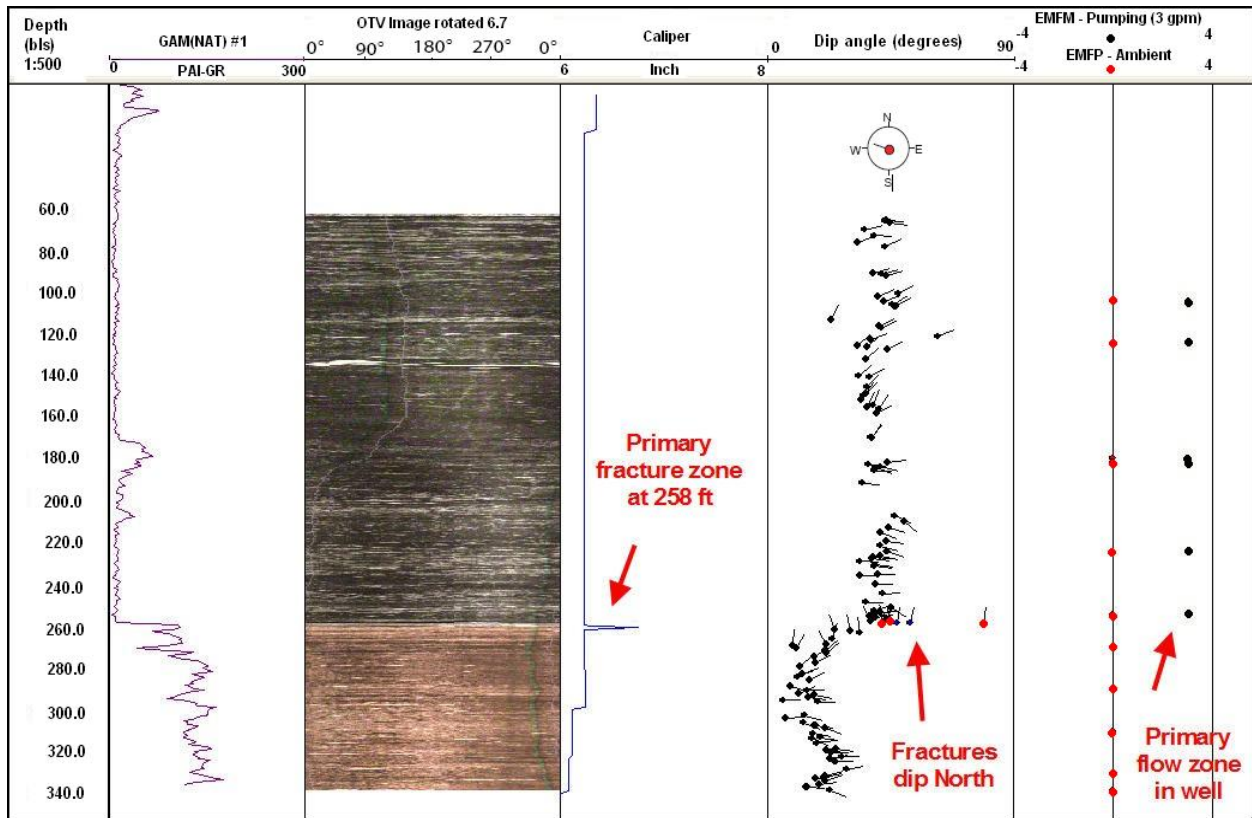 Depth
(bls)
1:500
GAM(NAT) #1
0 PAI-GR 300
OTV Image rotated 6.7
0° 90° 180° 270° 0°
Caliper
6 Inch 8
0 Dip angle (degrees) 90
EMFM - Pumping (3 gpm)
-4 4
EMFP - Ambient
-4 4
N
W E
S
60.0
80.0
100.0
120.0
140.0
160.0
180.0
200.0
220.0
240.0
260.0
280.0
300.0
320.0
340.0
Primary
fracture zone
at 258 ft
Fractures
dip North
Primary
flow zone
in well